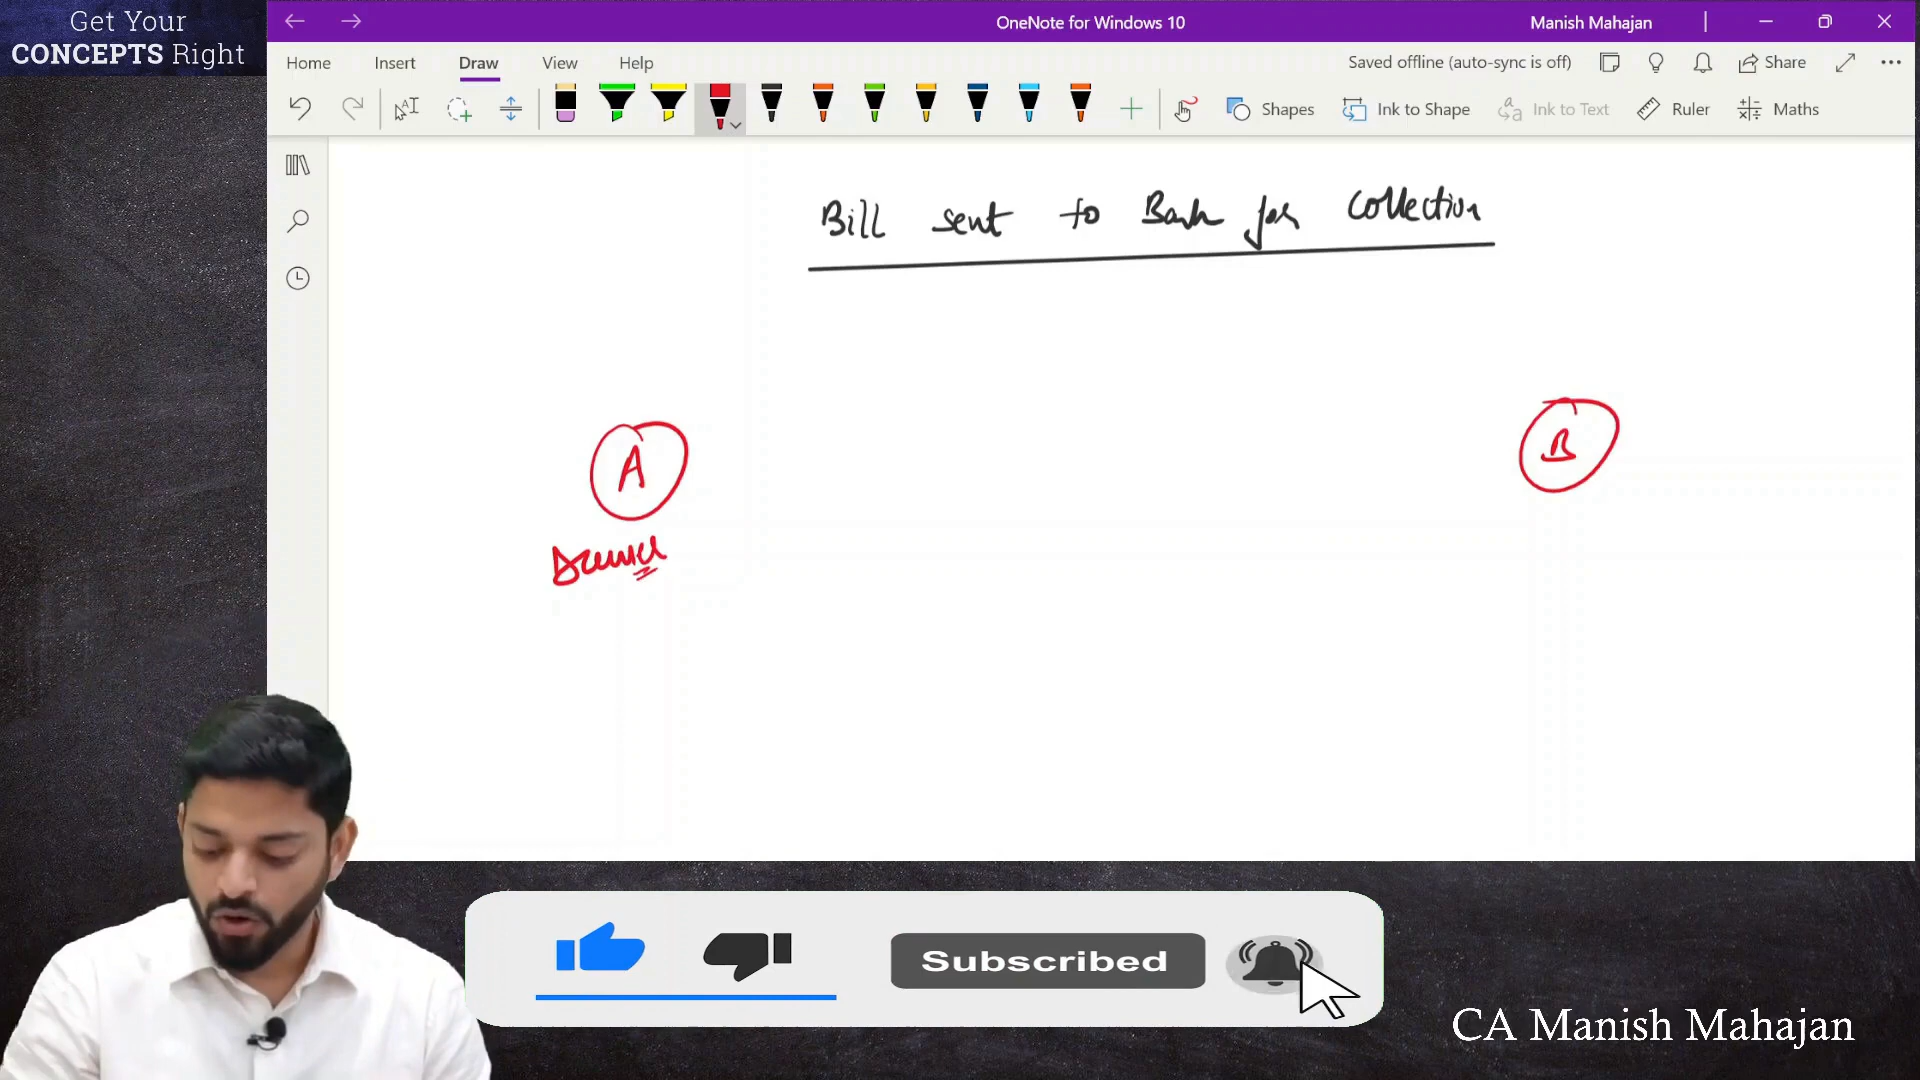 Get Your
CONCEPTS Right
OneNote for Windows 10
Manish Mahajan
Home Insert Draw View Help
Saved offline (auto-sync is off)
Share
Shapes
Ink to Shape
Ink to Text
Ruler
Maths
Bill sent to Bank for Collection
A
B
Subscribed
CA Manish Mahajan